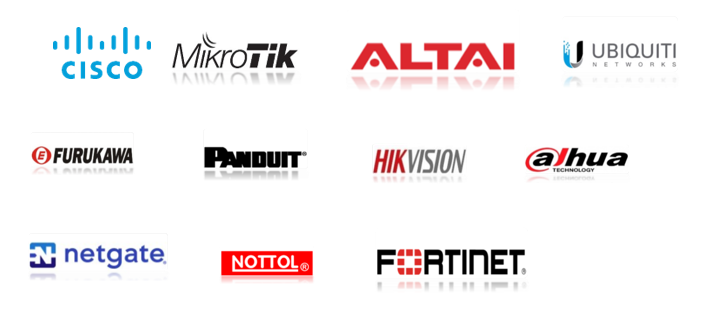 CISCO
MikroTik
ALTAI
UBIQUITI
NETWORKS
E FURUKAWA
PANDUIT®
HIKVISION
alhua
TECHNOLOGY
N netgate®
NOTTOL®
FORTINET®